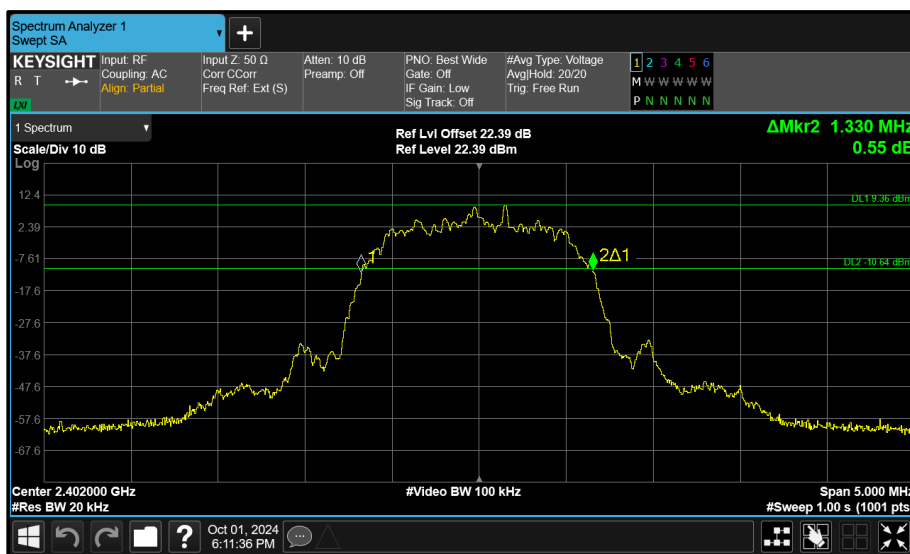 Spectrum Analyzer 1
Swept SA
KEYSIGHT
R T
LXI
Input: RF
Coupling: AC
Align: Partial
Input Z: 50 Ω
Corr CCorr
Freq Ref: Ext (S)
Atten: 10 dB
Preamp: Off
PNO: Best Wide
Gate: Off
IF Gain: Low
Sig Track: Off
#Avg Type: Voltage
Avg|Hold: 20/20
Trig: Free Run
1 2 3 4 5 6
M W W W W W
P N N N N N
1 Spectrum
Scale/Div 10 dB
Ref Lvl Offset 22.39 dB
Ref Level 22.39 dBm
ΔMkr2 1.330 MHz
0.55 dB
Log
12.4
DL1 9.36 dBm
2.39
-7.61
1
2Δ1
DL2 -10.64 dBm
-17.6
-27.6
-37.6
-47.6
-57.6
-67.6
Center 2.402000 GHz
#Video BW 100 kHz
Span 5.000 MHz
#Res BW 20 kHz
#Sweep 1.00 s (1001 pts
?
Oct 01, 2024
6:11:36 PM